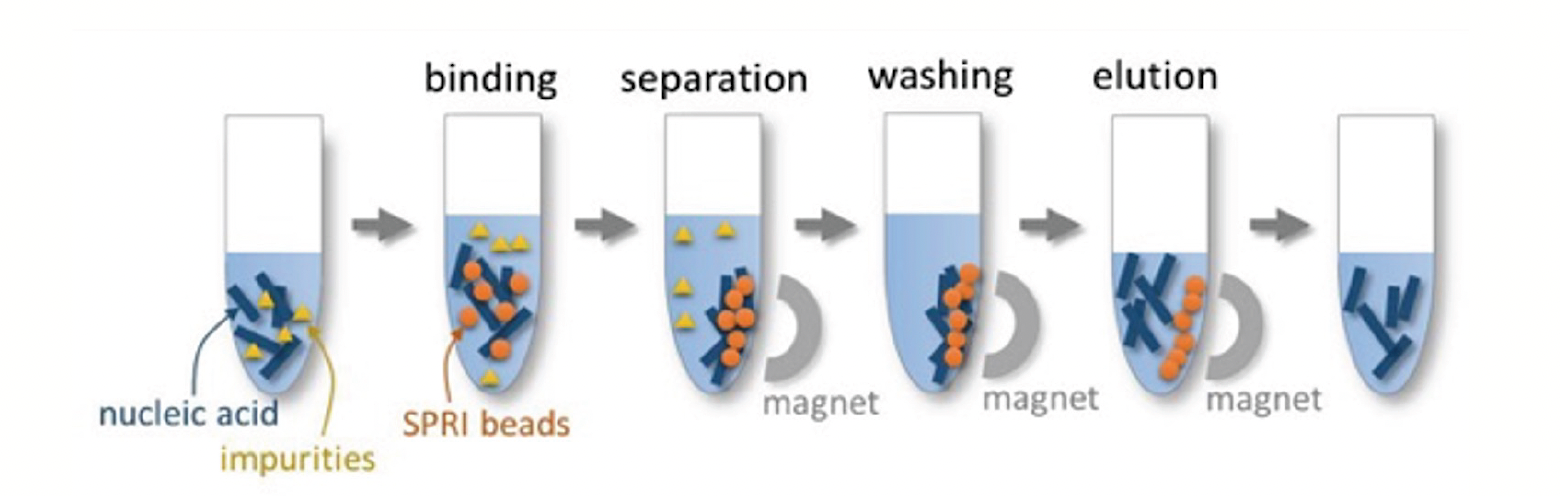 binding
separation
washing
elution
nucleic acid
impurities
SPRI beads
magnet
magnet
magnet